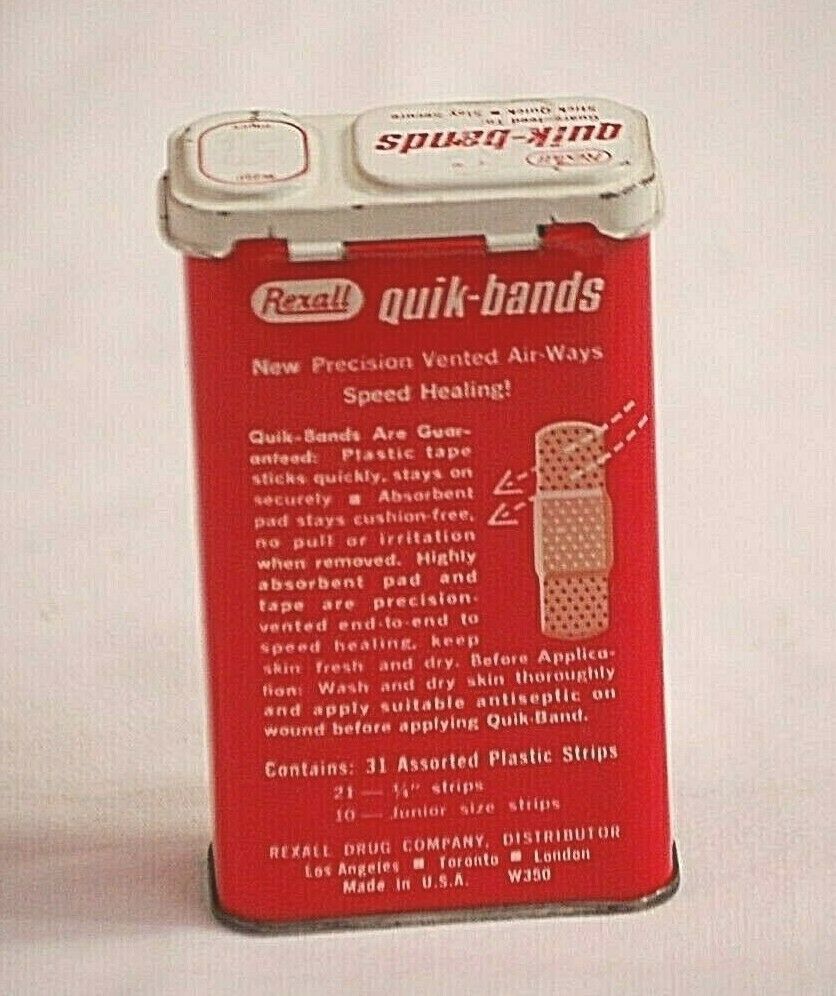 Guaranteed To
Stick Quick ■ Stay Secure
quik-bands
Rexall
Rexall quik-bands
New Precision Vented Air-Ways
Speed Healing!
Quik-Bands Are Guar-
anteed: Plastic tape
sticks quickly, stays on
securely ■ Absorbent
pad stays cushion-free,
no pull or irritation
when removed. Highly
absorbent pad and
tape are precision-
vented end-to-end to
speed healing, keep
skin fresh and dry. Before Applica-
tion: Wash and dry skin thoroughly
and apply suitable antiseptic on
wound before applying Quik-Band.
Contains: 31 Assorted Plastic Strips
21 — ¾" strips
10 — Junior size strips
REXALL DRUG COMPANY, DISTRIBUTOR
Los Angeles ■ Toronto ■ London
Made in U.S.A. W350